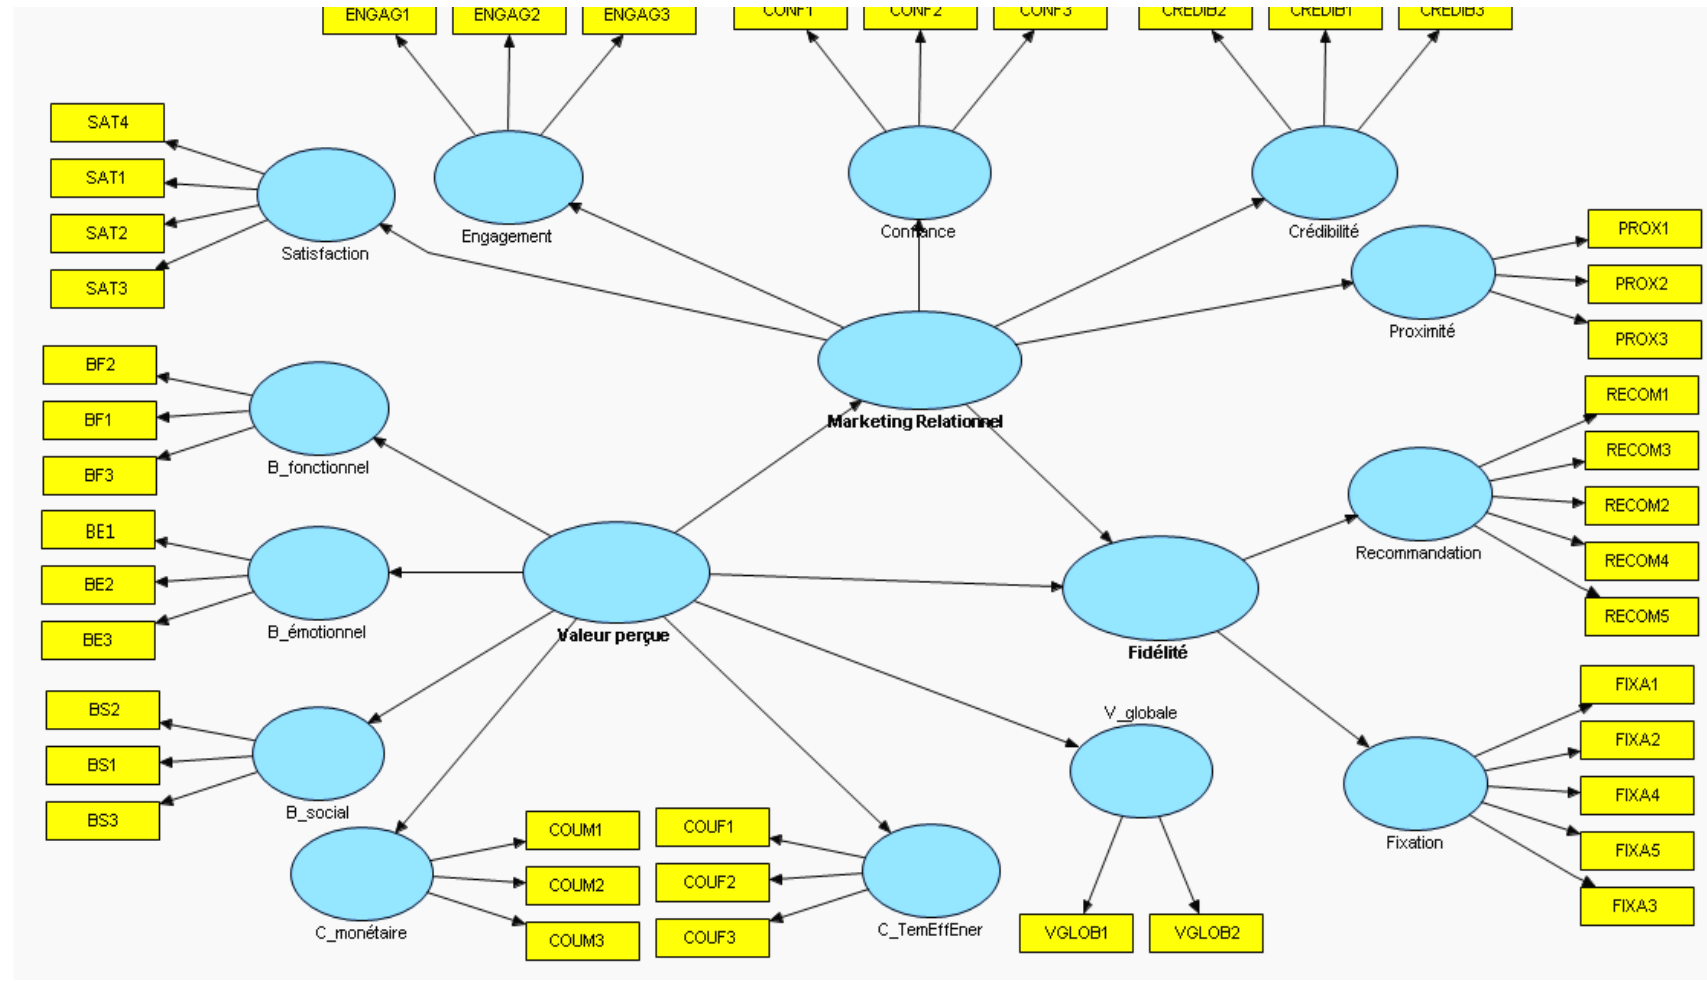 ENGAG1 ENGAG2 ENGAG3 CONF1 CONF2 CONF3 CREDIB2 CREDIB1 CREDIB3
SAT4
SAT1
SAT2
SAT3
Satisfaction
Engagement
Confiance
Crédibilité
PROX1
PROX2
PROX3
Proximité
Marketing Relationnel
BF2
BF1
BF3
B_fonctionnel
BE1
BE2
BE3
B_émotionnel
Valeur perçue
Fidélité
RECOM1
RECOM3
RECOM2
RECOM4
RECOM5
Recommandation
BS2
BS1
BS3
B_social
V_globale
FIXA1
FIXA2
FIXA4
FIXA5
FIXA3
Fixation
COUM1
COUM2
COUM3
C_monétaire
COUF1
COUF2
COUF3
C_TemEffEner
VGLOB1 VGLOB2